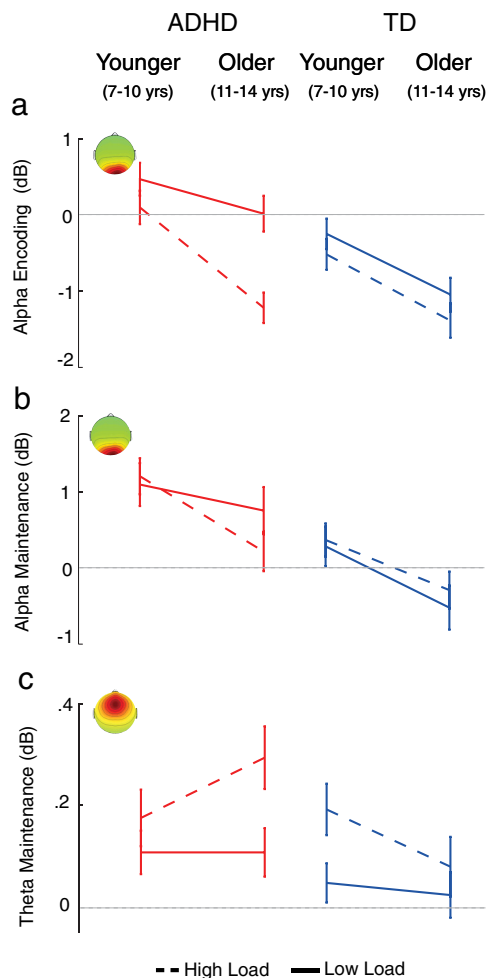 ADHD TD
Younger Older Younger Older
(7-10 yrs) (11-14 yrs) (7-10 yrs) (11-14 yrs)
a
1
0
-1
-2
Alpha Encoding (dB)
b
2
1
0
-1
Alpha Maintenance (dB)
c
.4
.2
0
Theta Maintenance (dB)
High Load Low Load